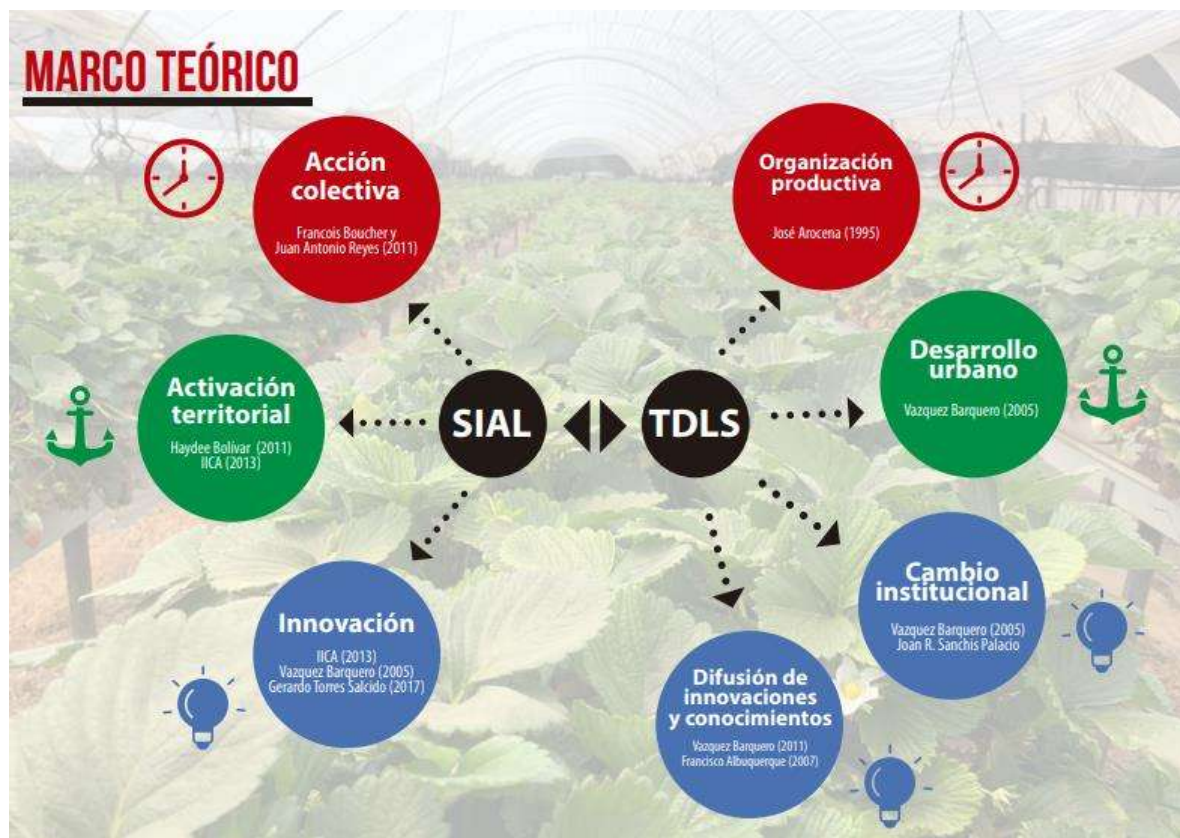 MARCO TEÓRICO
Acción
colectiva
Francois Boucher y
Juan Antonio Reyes (2011)
Organización
productiva
José Arocena (1995)
Activación
territorial
Haydee Bolívar (2011)
IICA (2013)
SIAL
TDLS
Desarrollo
urbano
Vazquez Barquero (2005)
Innovación
IICA (2013)
Vazquez Barquero (2005)
Gerardo Torres Salcido (2017)
Cambio
institucional
Vazquez Barquero (2005)
Joan R. Sanchis Palacio
Difusión de
innovaciones
y conocimientos
Vazquez Barquero (2011)
Francisco Albuquerque (2007)